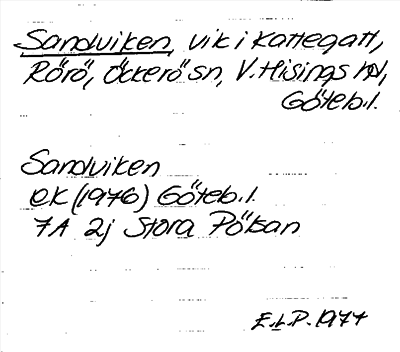 Sandviken, vik i Kattegatt,
Rörö, Öckerö sn, V. Hisings hd,
Göteb.l.
Sandviken
ek (1976) Göteb.l.
7A 2j Stora Pölsan
E.L.P. 1977